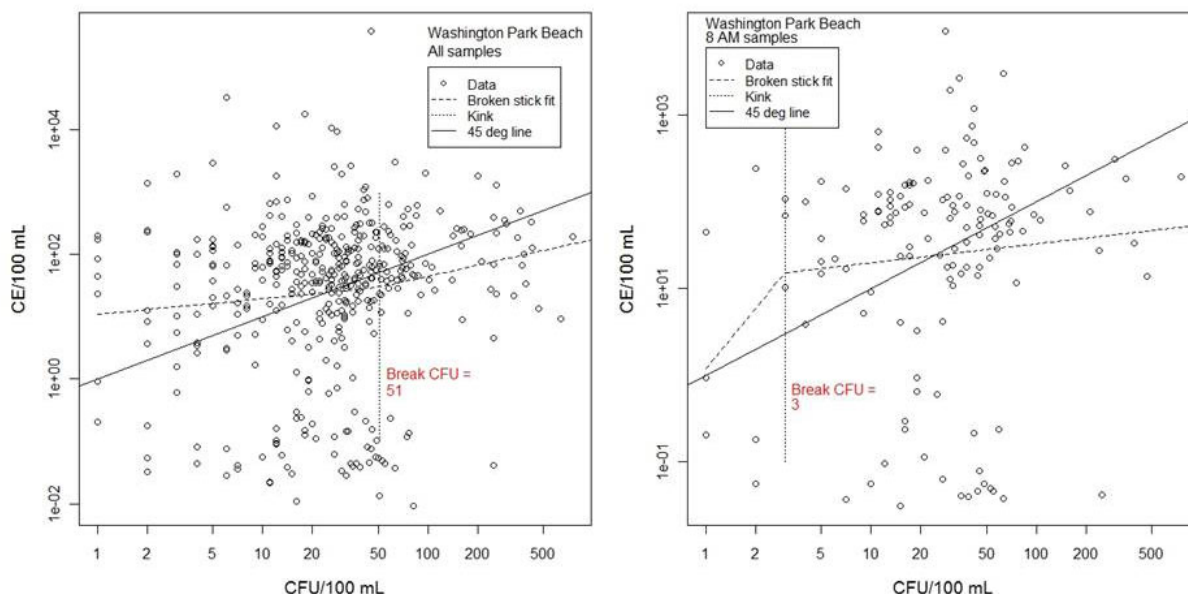 Washington Park Beach
All samples
Data
Broken stick fit
Kink
45 deg line
CE/100 mL
1e+04
1e+02
1e+00
1e-02
Break CFU =
51
1 2 5 10 20 50 100 200 500
CFU/100 mL
Washington Park Beach
8 AM samples
Data
Broken stick fit
Kink
45 deg line
CE/100 mL
1e+03
1e+01
1e-01
Break CFU =
3
1 2 5 10 20 50 100 200 500
CFU/100 mL